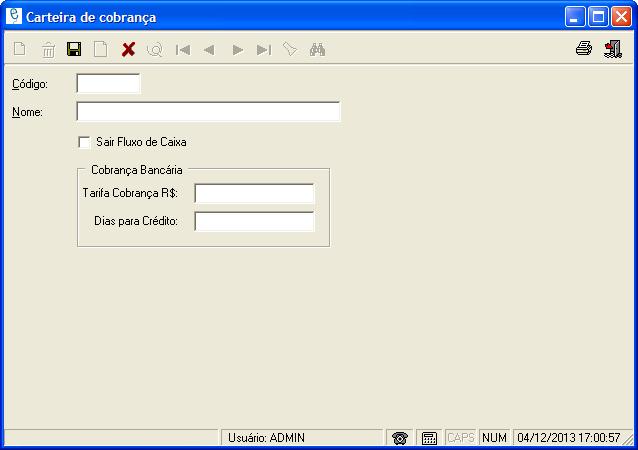 Carteira de cobrança
Código:
Nome:
Sair Fluxo de Caixa
Cobrança Bancária
Tarifa Cobrança R$:
Dias para Crédito:
Usuário: ADMIN CAPS NUM 04/12/2013 17:00:57